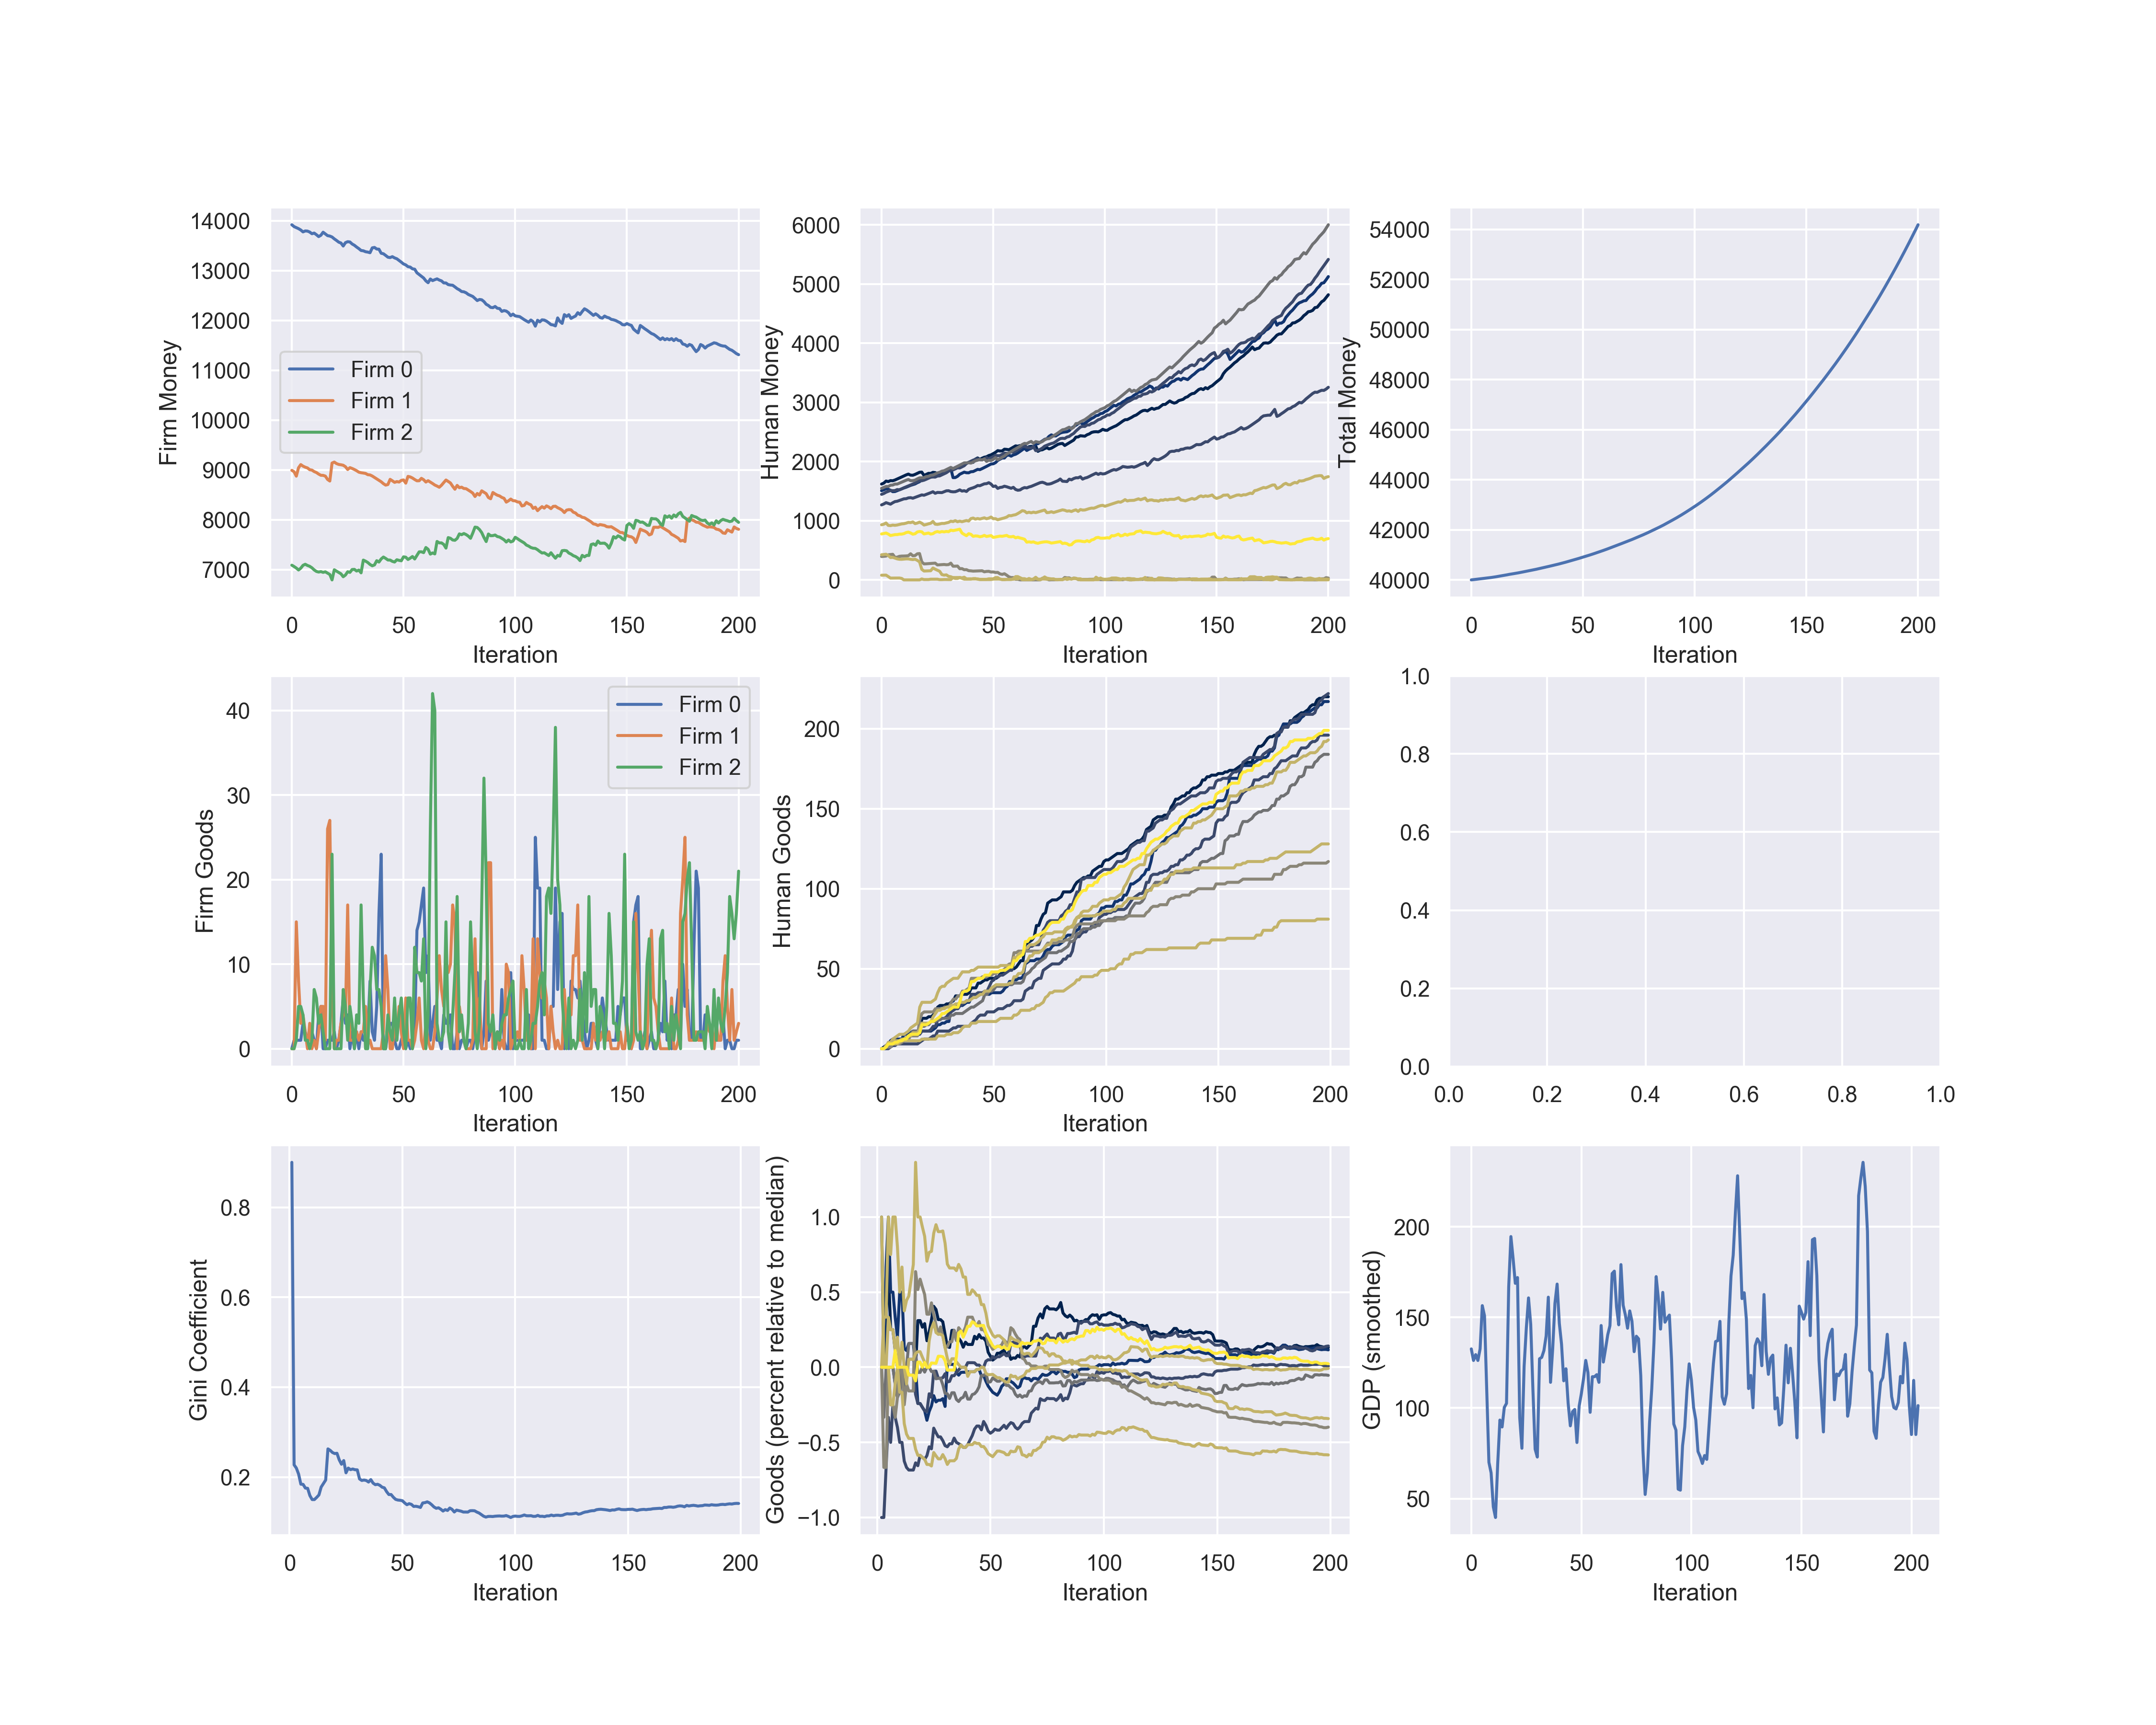 14000
13000
12000
11000
10000
9000
8000
7000
Firm Money
Firm 0
Firm 1
Firm 2
0 50 100 150 200
Iteration
6000
5000
4000
3000
2000
1000
0
Human Money
0 50 100 150 200
Iteration
54000
52000
50000
48000
46000
44000
42000
40000
Total Money
0 50 100 150 200
Iteration
40
30
20
10
0
Firm Goods
Firm 0
Firm 1
Firm 2
0 50 100 150 200
Iteration
200
150
100
50
0
Human Goods
0 50 100 150 200
Iteration
1.0
0.8
0.6
0.4
0.2
0.0
0.0 0.2 0.4 0.6 0.8 1.0
0.8
0.6
0.4
0.2
Gini Coefficient
0 50 100 150 200
Iteration
1.0
0.5
0.0
−0.5
−1.0
Goods (percent relative to median)
0 50 100 150 200
Iteration
200
150
100
50
GDP (smoothed)
0 50 100 150 200
Iteration